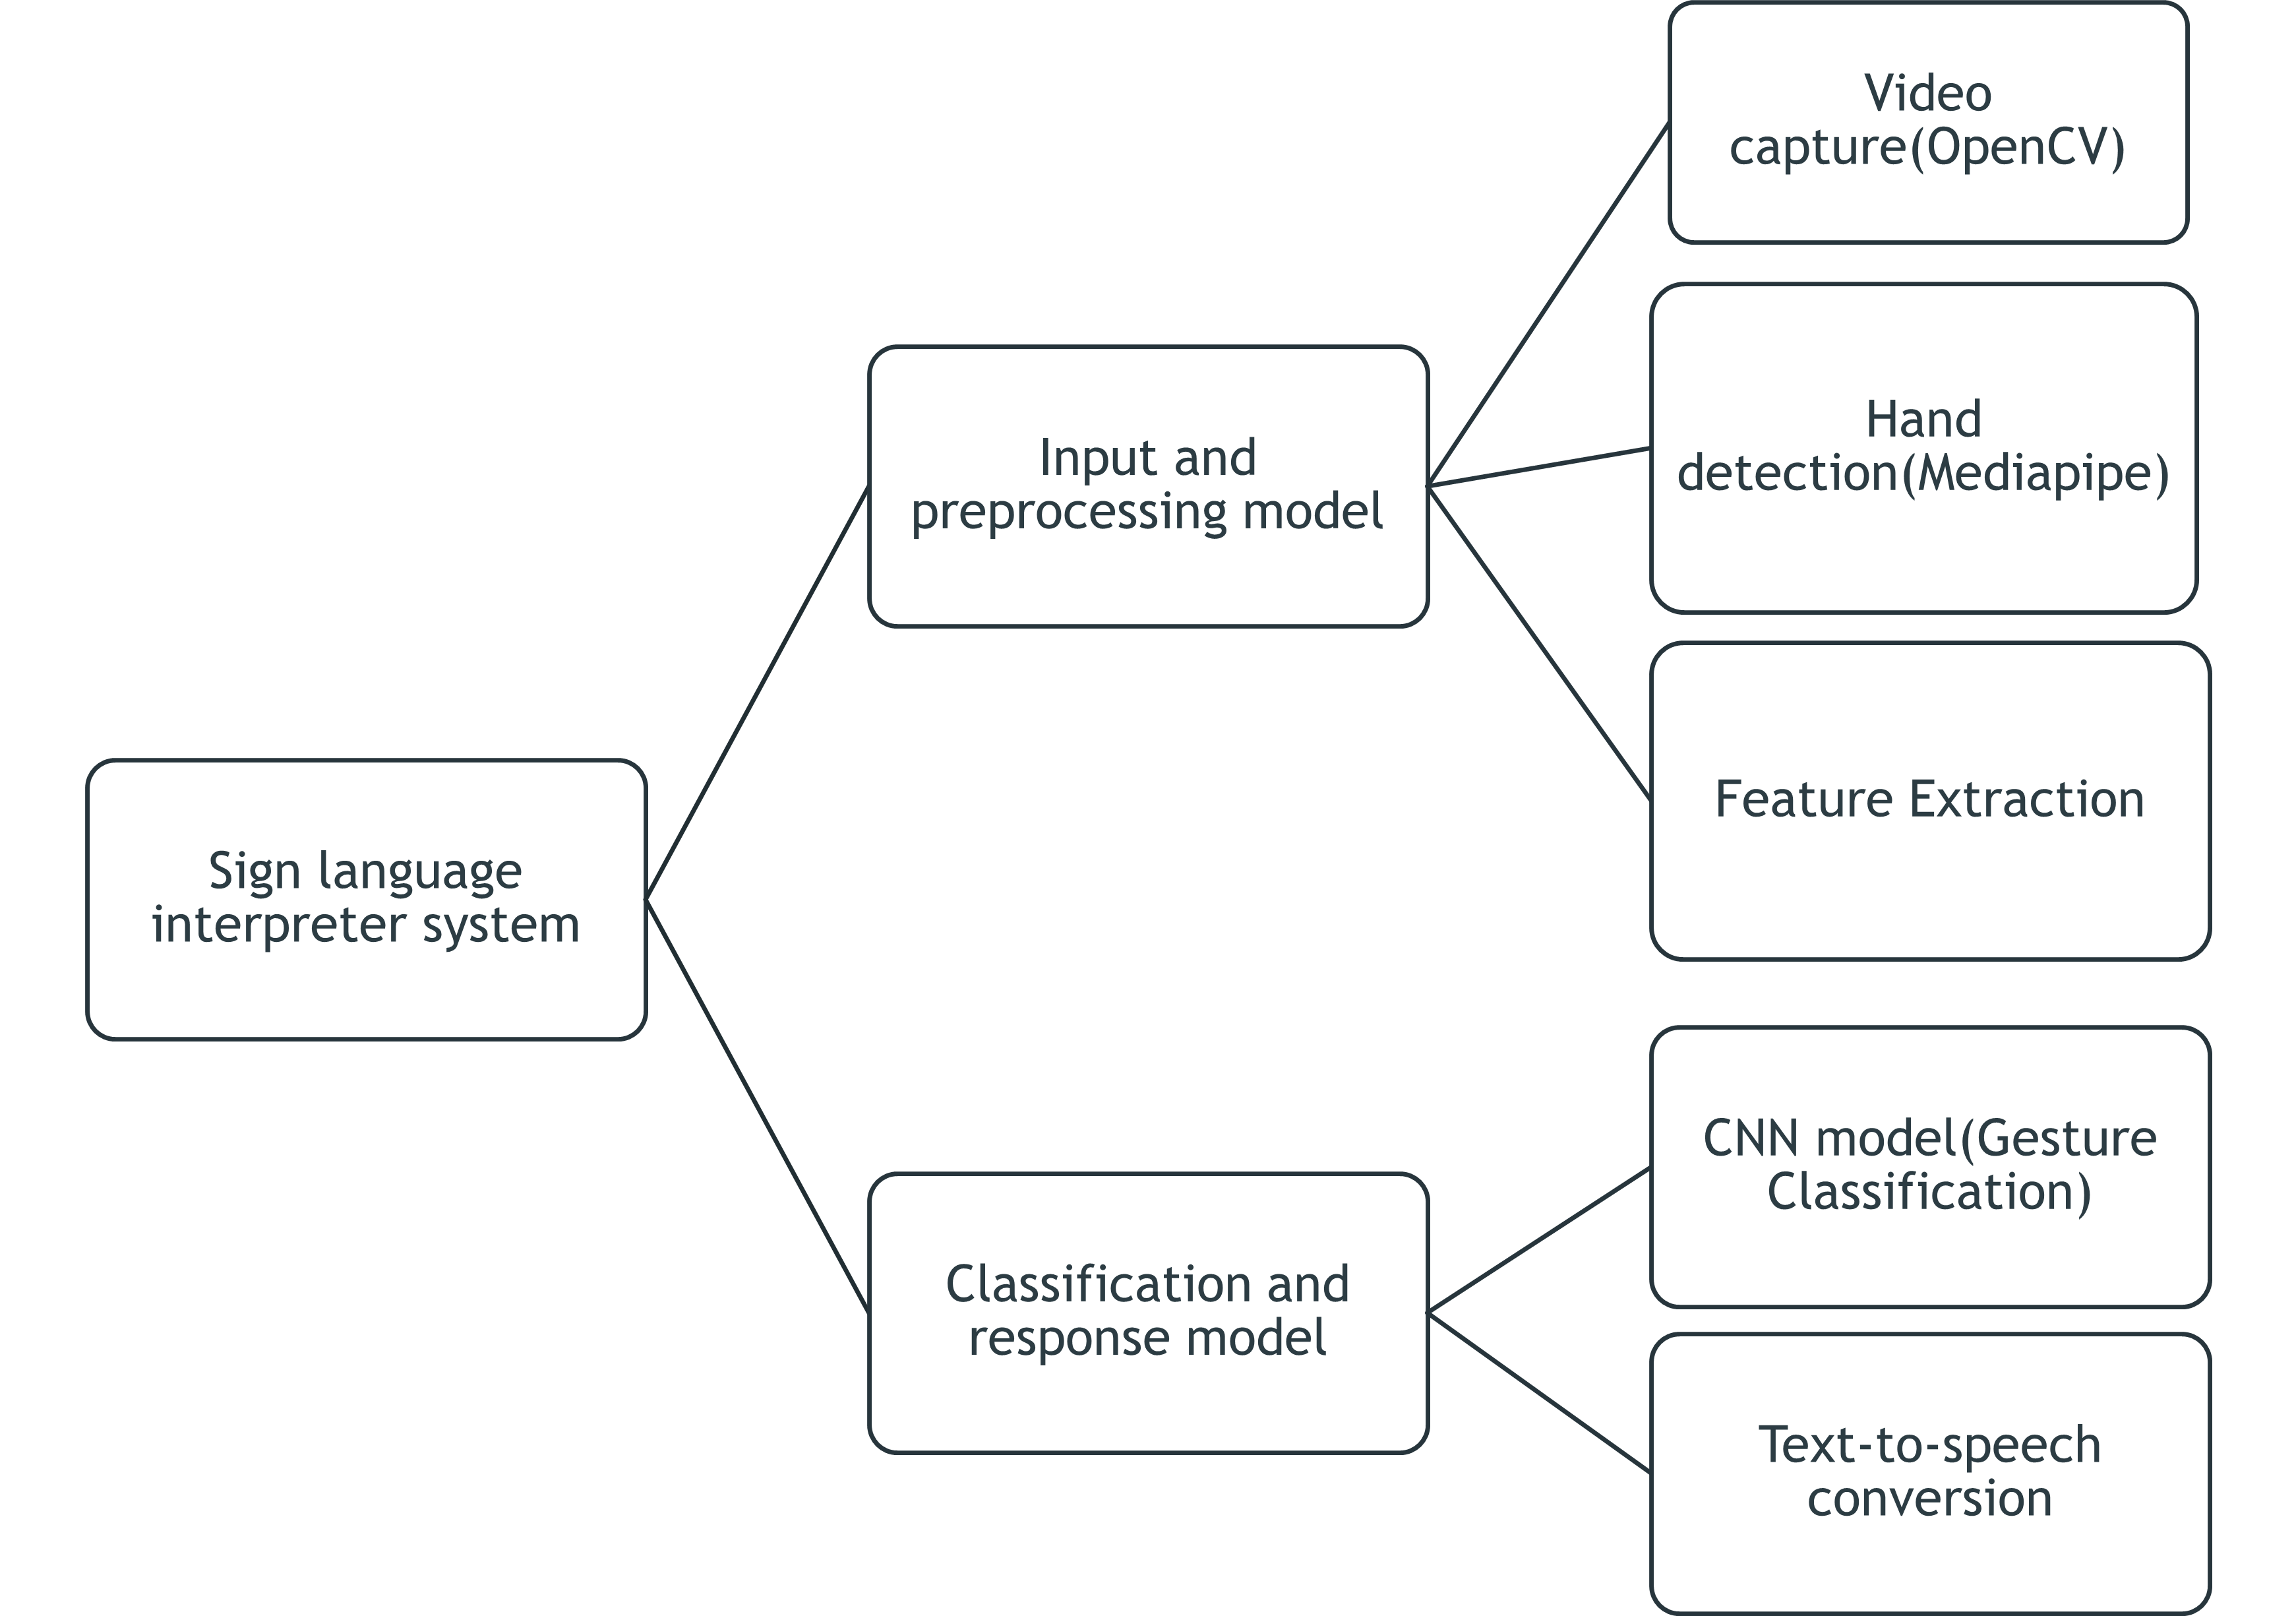 Video
capture(OpenCV)
Hand
detection(Mediapipe)
Input and
preprocessing model
Feature Extraction
Sign language
interpreter system
CNN model(Gesture
Classification)
Classification and
response model
Text-to-speech
conversion